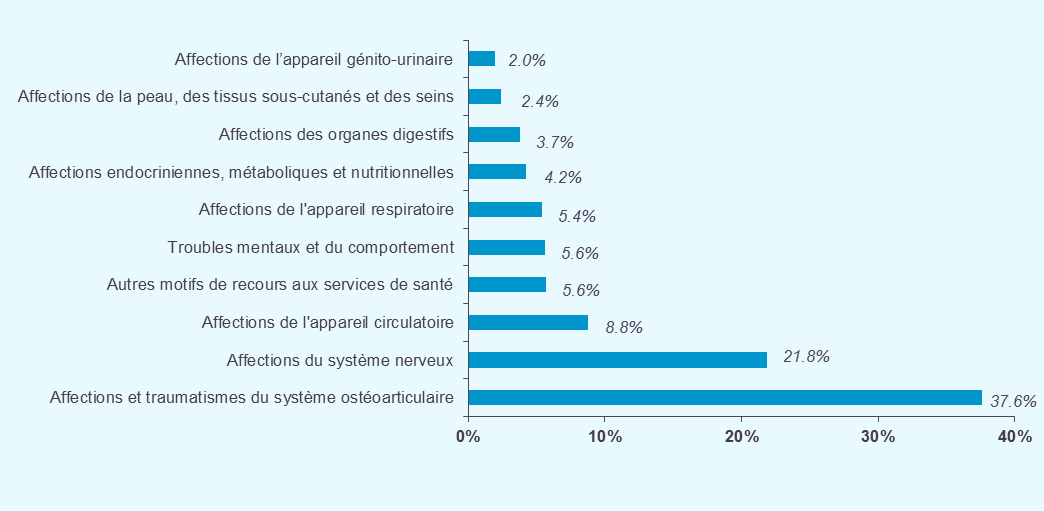 Affections de l’appareil génito-urinaire 2.0%
Affections de la peau, des tissus sous-cutanés et des seins 2.4%
Affections des organes digestifs 3.7%
Affections endocriniennes, métaboliques et nutritionnelles 4.2%
Affections de l'appareil respiratoire 5.4%
Troubles mentaux et du comportement 5.6%
Autres motifs de recours aux services de santé 5.6%
Affections de l'appareil circulatoire 8.8%
Affections du système nerveux 21.8%
Affections et traumatismes du système ostéoarticulaire 37.6%
0% 10% 20% 30% 40%